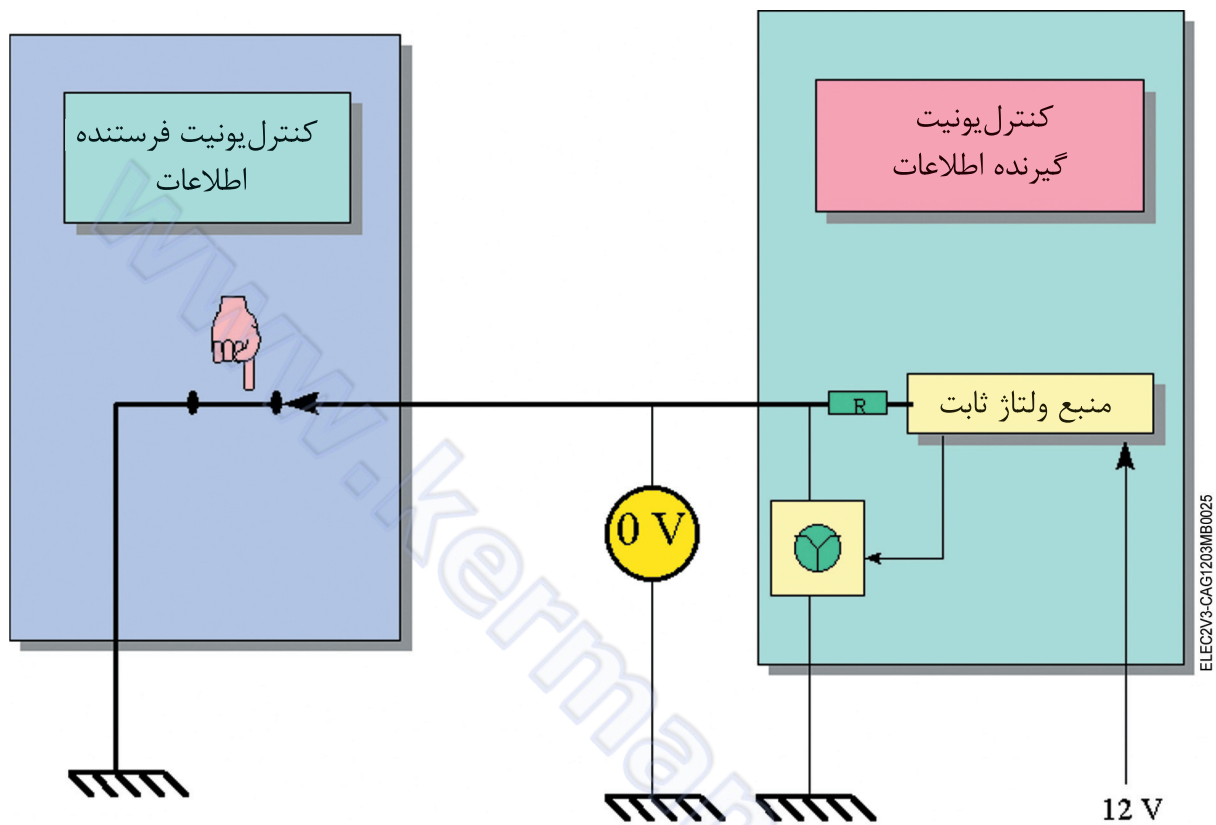 کنترل‌یونیت
گیرنده اطلاعات
کنترل‌یونیت فرستنده
اطلاعات
منبع ولتاژ ثابت
R
0 V
12 V
ELEC2V3-CAG1203MB0025
www.kerman